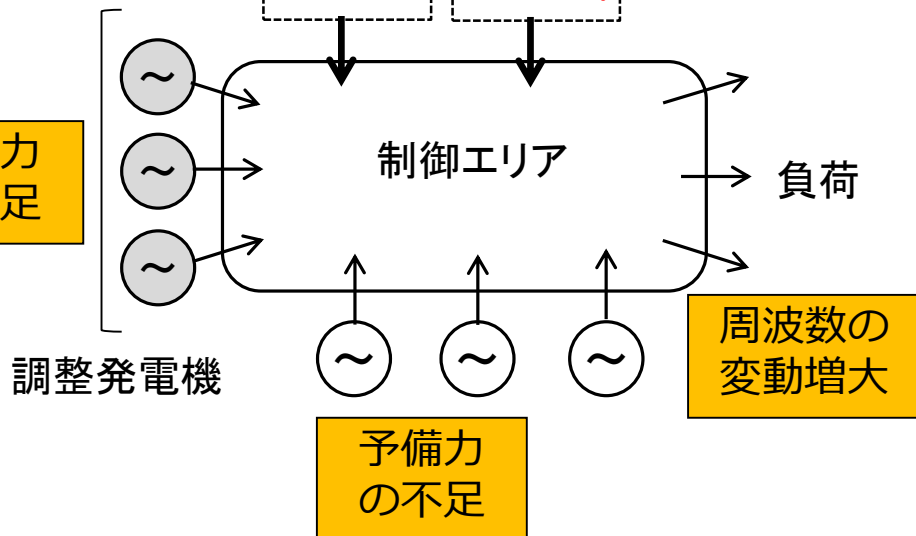 力
足
制御エリア
負荷
調整発電機
周波数の
変動増大
予備力
の不足